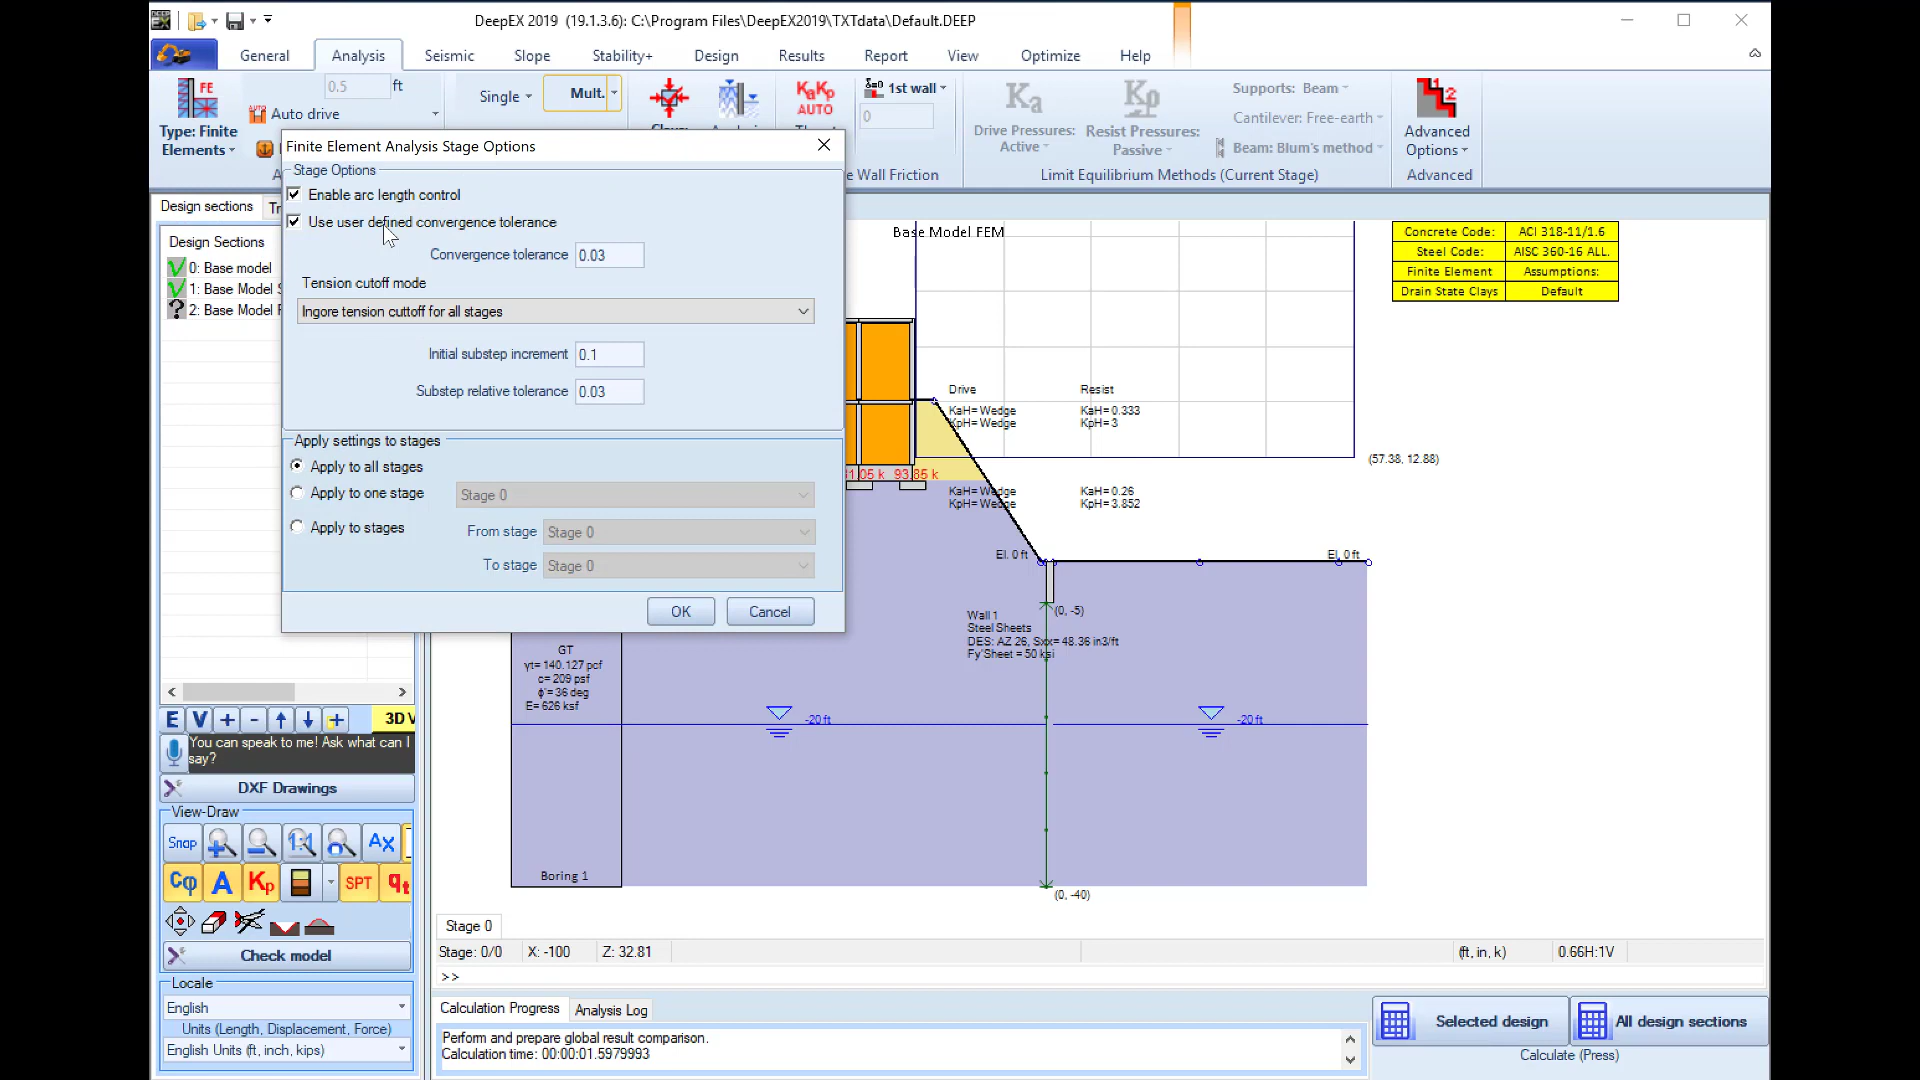 DeepEX 2019 (19.1.3.6): C:\Program Files\DeepEX2019\TXTdata\Default.DEEP
General Analysis Seismic Slope Stability+ Design Results Report View Optimize Help
FE
Type: Finite
Elements
0.5 ft
AUTO
Auto drive
Single
Mult.
KaKp
AUTO
1st wall
0
Wall Friction
Ka
Drive Pressures:
Active
Kp
Resist Pressures:
Passive
Supports: Beam
Cantilever: Free-earth
Beam: Blum's method
Limit Equilibrium Methods (Current Stage)
Advanced
Options
Advanced
Finite Element Analysis Stage Options
Stage Options
Enable arc length control
Use user defined convergence tolerance
Convergence tolerance 0.03
Tension cutoff mode
Ingore tension cuttoff for all stages
Initial substep increment 0.1
Substep relative tolerance 0.03
Apply settings to stages
Apply to all stages
Apply to one stage Stage 0
Apply to stages From stage Stage 0
To stage Stage 0
OK Cancel
Design sections
Design Sections
0: Base model
1: Base Model
2: Base Model
E V + -
3D V
You can speak to me! Ask what can I
say?
DXF Drawings
View-Draw
Snap
1:1
Ax
Cφ A Kp SPT qt
Check model
Locale
English
Units (Length, Displacement, Force)
English Units (ft, inch, kips)
Base Model FEM
Concrete Code: ACI 318-11/1.6
Steel Code: AISC 360-16 ALL.
Finite Element Assumptions:
Drain State Clays Default
Drive Resist
KaH= Wedge KaH= 0.333
KpH= Wedge KpH= 3
(57.38, 12.88)
93.85 k
KaH= Wedge KaH= 0.26
KpH= Wedge KpH= 3.852
El. 0 ft El. 0 ft
(0, -5)
Wall 1
Steel Sheets
DES: AZ 26, Sxx= 48.36 in3/ft
Fy'Sheet = 50 ksi
GT
γt= 140.127 pcf
c= 209 psf
φ'= 36 deg
E= 626 ksf
-20 ft -20 ft
Boring 1
(0, -40)
Stage 0
Stage: 0/0 X: -100 Z: 32.81 (ft, in, k) 0.66H:1V
>>
Calculation Progress Analysis Log
Perform and prepare global result comparison.
Calculation time: 00:00:01.5979993
Selected design All design sections
Calculate (Press)